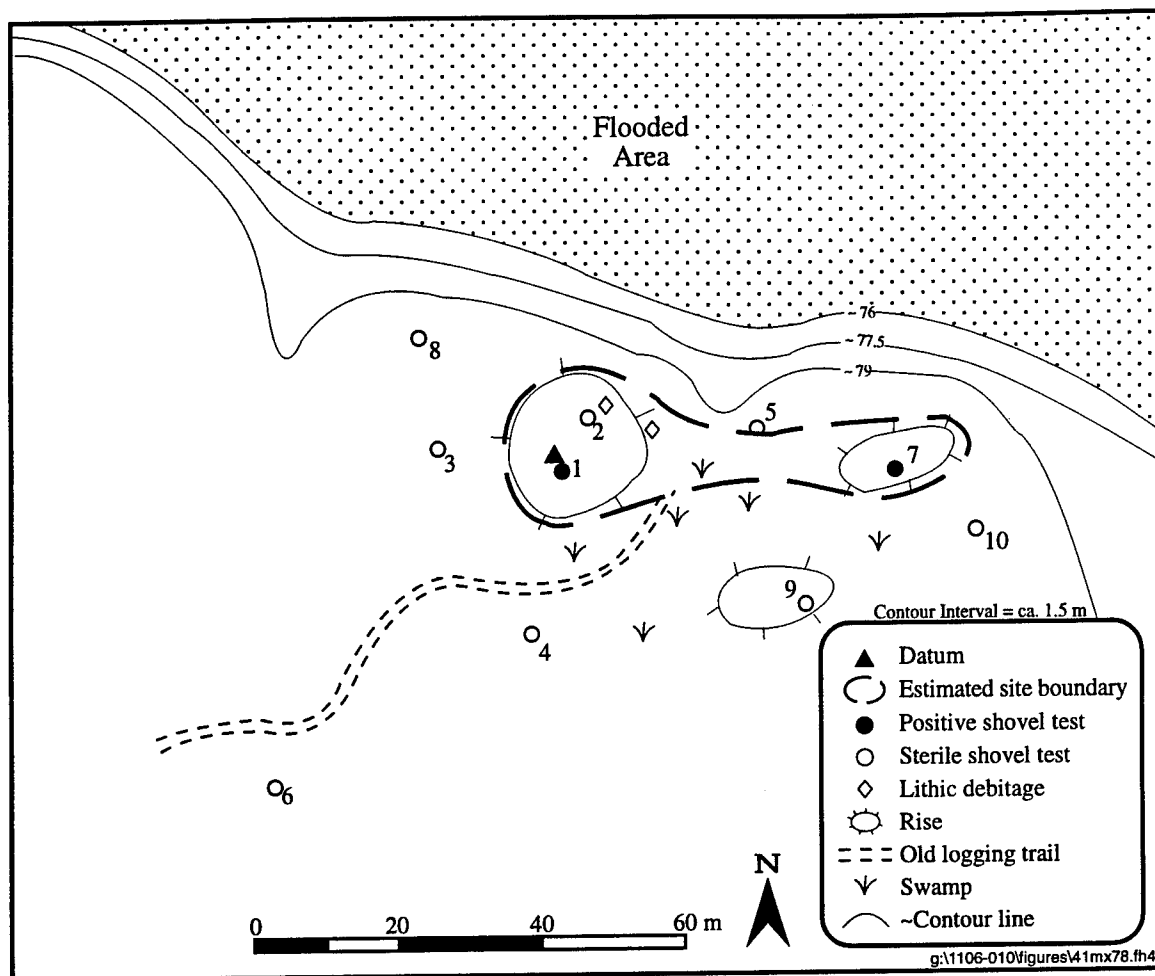 Flooded
Area
~76
~77.5
~79
8
5
2
3
7
1
10
9
4
6
Contour Interval = ca. 1.5 m
Datum
Estimated site boundary
Positive shovel test
Sterile shovel test
Lithic debitage
Rise
Old logging trail
Swamp
~Contour line
N
0 20 40 60 m
g:\1106-010\figures\41mx78.fh4